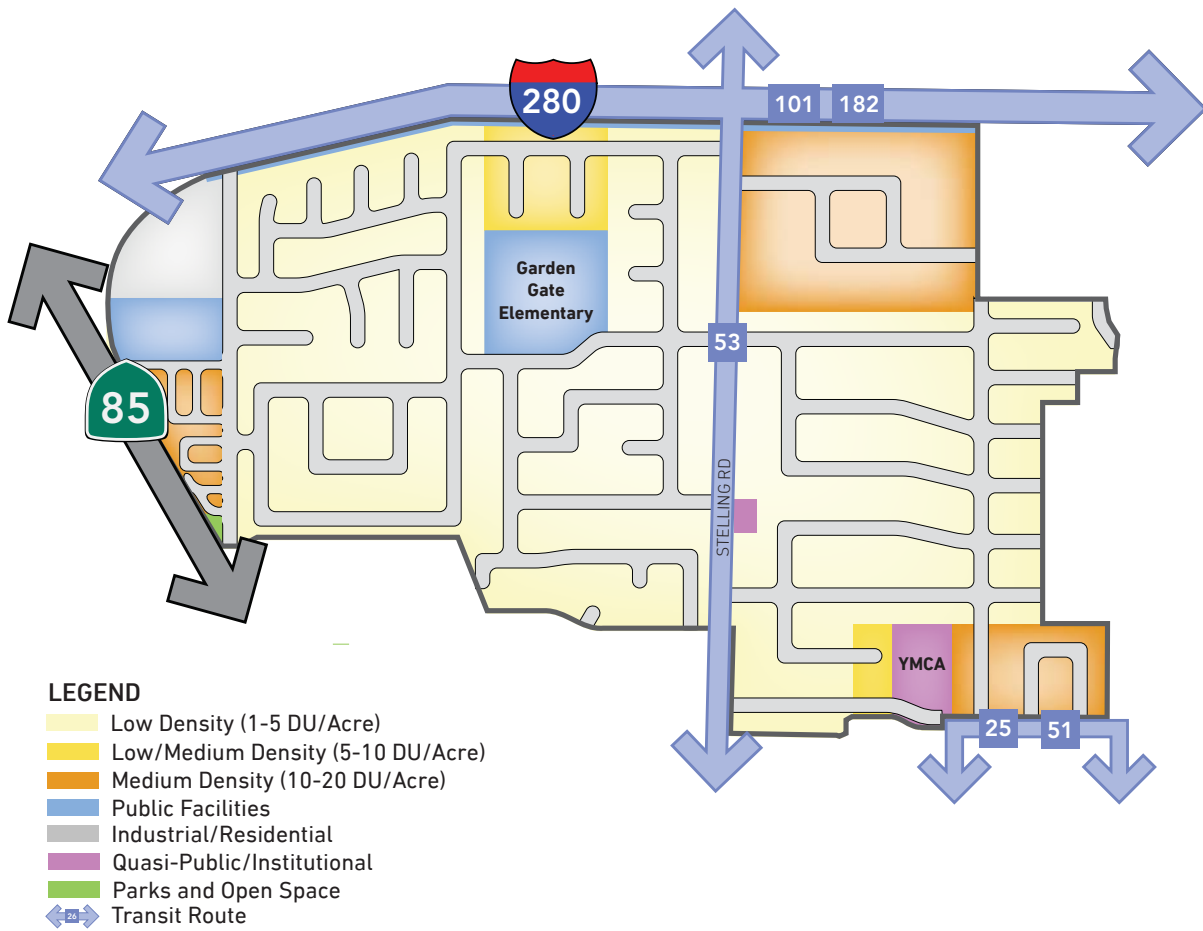 280
101
182
Garden
Gate
Elementary
53
85
STELLING RD
YMCA
25
51
LEGEND
Low Density (1-5 DU/Acre)
Low/Medium Density (5-10 DU/Acre)
Medium Density (10-20 DU/Acre)
Public Facilities
Industrial/Residential
Quasi-Public/Institutional
Parks and Open Space
26
Transit Route